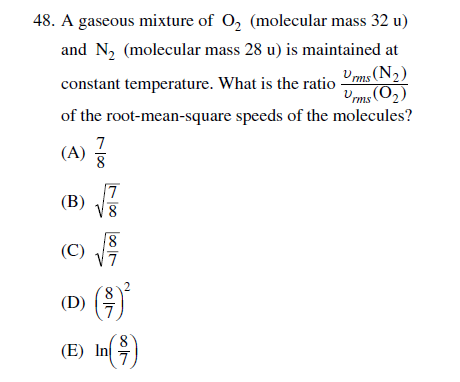 48. A gaseous mixture of O₂ (molecular mass 32 u)
and N₂ (molecular mass 28 u) is maintained at
constant temperature. What is the ratio υrms(N₂)/υrms(O₂)
of the root-mean-square speeds of the molecules?
(A) 7/8
(B) √(7/8)
(C) √(8/7)
(D) (8/7)²
(E) ln(8/7)